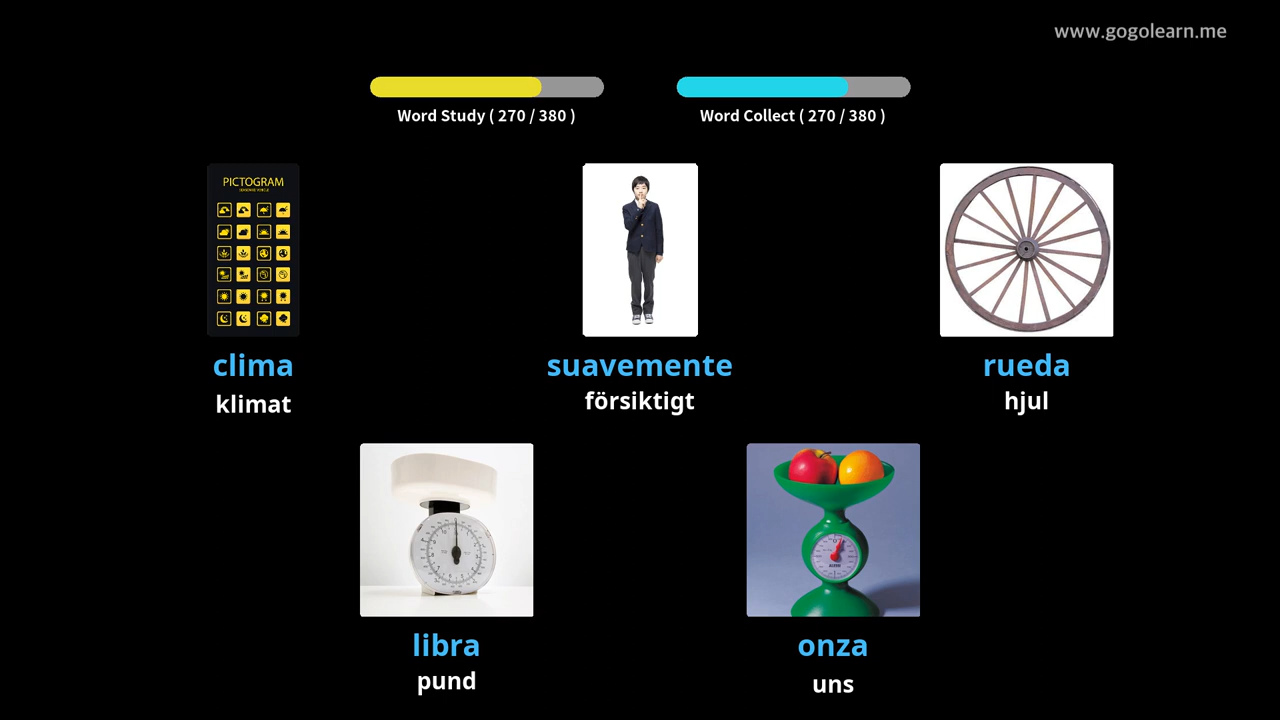 www.gogolearn.me
Word Study ( 270 / 380 )
Word Collect ( 270 / 380 )
PICTOGRAM
clima
klimat
suavemente
försiktigt
rueda
hjul
libra
pund
onza
uns